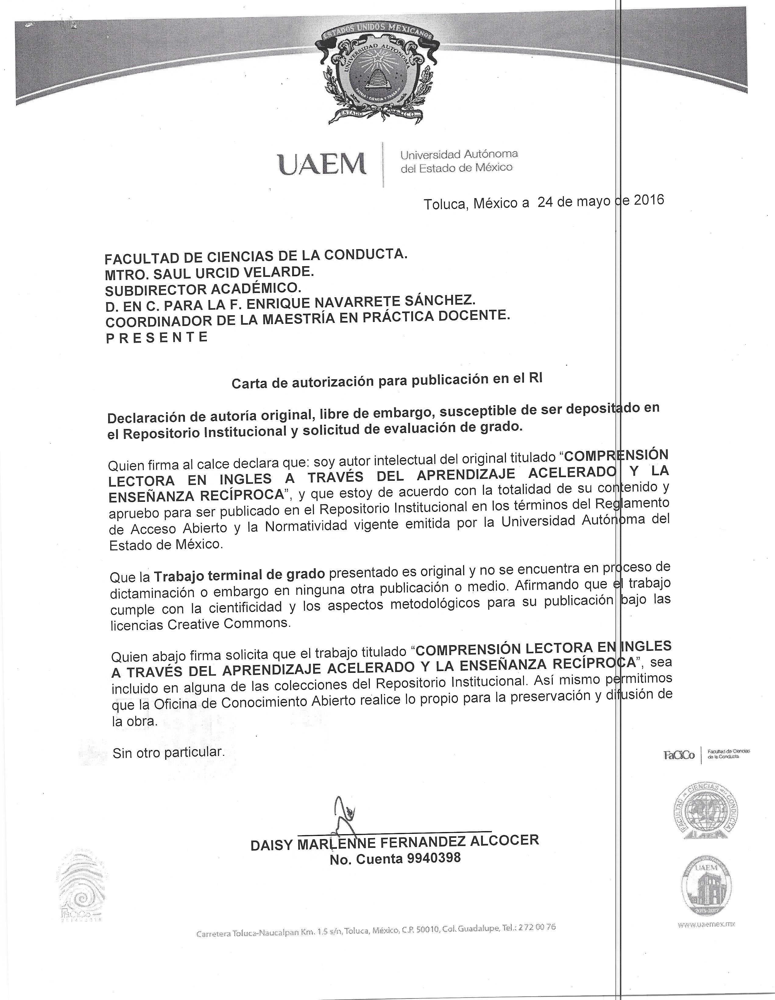 ESTADOS UNIDOS MEXICANOS
UNIVERSIDAD AUTONOMA
PATRIA · CIENCIA Y TRABAJO
ESTADO
UAEM
Universidad Autónoma
del Estado de México
Toluca, México a 24 de mayo de 2016
FACULTAD DE CIENCIAS DE LA CONDUCTA.
MTRO. SAUL URCID VELARDE.
SUBDIRECTOR ACADÉMICO.
D. EN C. PARA LA F. ENRIQUE NAVARRETE SÁNCHEZ.
COORDINADOR DE LA MAESTRÍA EN PRÁCTICA DOCENTE.
P R E S E N T E
Carta de autorización para publicación en el RI
Declaración de autoría original, libre de embargo, susceptible de ser depositado en
el Repositorio Institucional y solicitud de evaluación de grado.
Quien firma al calce declara que: soy autor intelectual del original titulado “COMPRENSIÓN
LECTORA EN INGLES A TRAVÉS DEL APRENDIZAJE ACELERADO Y LA
ENSEÑANZA RECÍPROCA”, y que estoy de acuerdo con la totalidad de su contenido y
apruebo para ser publicado en el Repositorio Institucional en los términos del Reglamento
de Acceso Abierto y la Normatividad vigente emitida por la Universidad Autónoma del
Estado de México.
Que la Trabajo terminal de grado presentado es original y no se encuentra en proceso de
dictaminación o embargo en ninguna otra publicación o medio. Afirmando que el trabajo
cumple con la cientificidad y los aspectos metodológicos para su publicación bajo las
licencias Creative Commons.
Quien abajo firma solicita que el trabajo titulado “COMPRENSIÓN LECTORA EN INGLES
A TRAVÉS DEL APRENDIZAJE ACELERADO Y LA ENSEÑANZA RECÍPROCA”, sea
incluido en alguna de las colecciones del Repositorio Institucional. Así mismo permitimos
que la Oficina de Conocimiento Abierto realice lo propio para la preservación y difusión de
la obra.
Sin otro particular.
FaCiCo
Facultad de Ciencias
de la Conducta
FACULTAD DE CIENCIAS DE LA CONDUCTA
DAISY MARLENNE FERNANDEZ ALCOCER
No. Cuenta 9940398
UAEM
FaCiCo
www.uaemex.mx
Carretera Toluca-Naucalpan Km. 1.5 s/n, Toluca, México, C.P. 50010, Col. Guadalupe, Tel.: 2 72 00 76